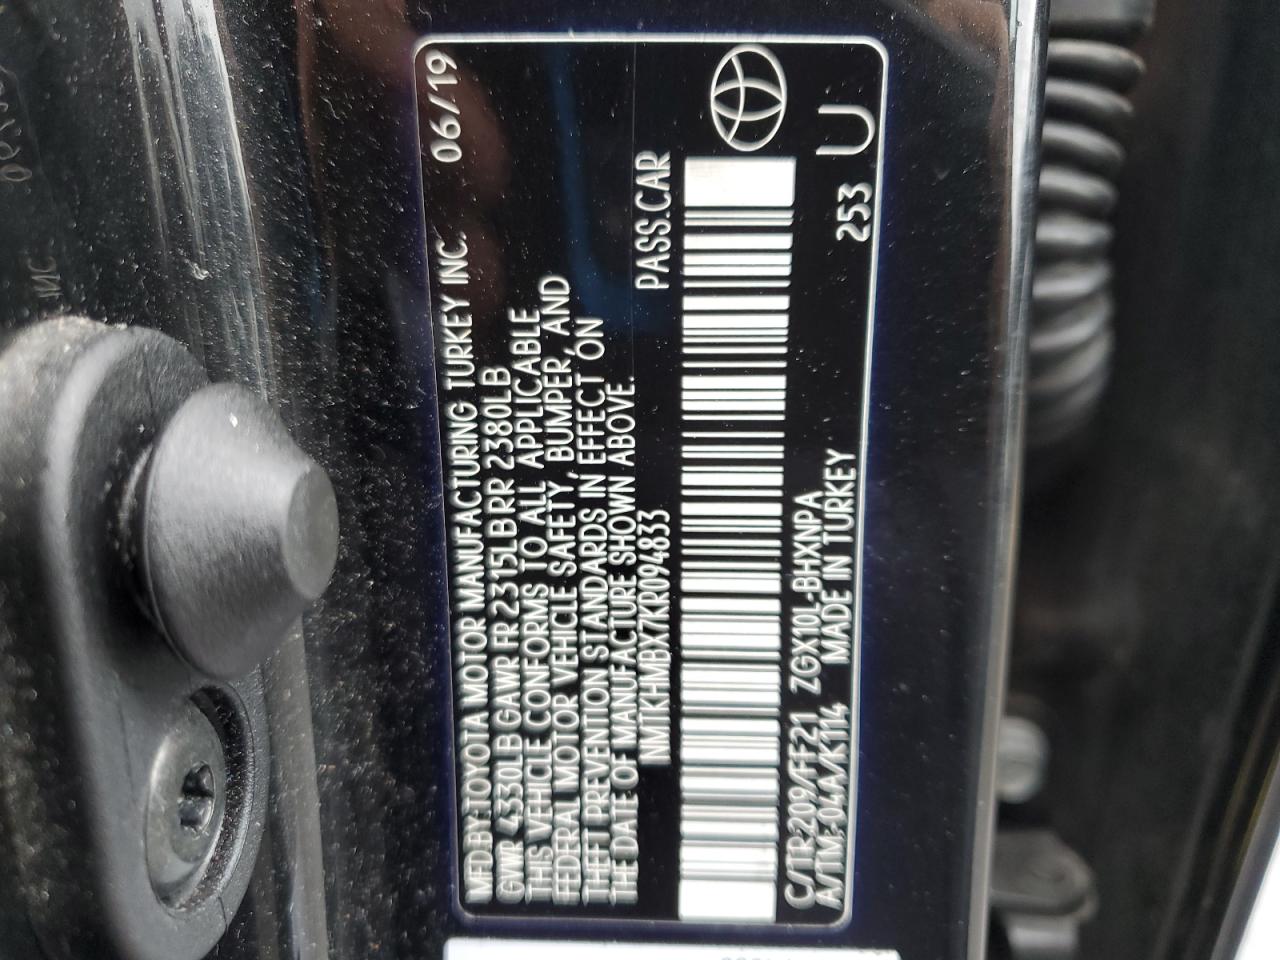 MFD.BY:TOYOTA MOTOR MANUFACTURING TURKEY INC. 06/19
GVWR 4330LB GAWR FR 2315LB RR 2380LB
THIS VEHICLE CONFORMS TO ALL APPLICABLE
FEDERAL MOTOR VEHICLE SAFETY, BUMPER, AND
THEFT PREVENTION STANDARDS IN EFFECT ON
THE DATE OF MANUFACTURE SHOWN ABOVE.
NMTKHMBX7KR094833 PASS.CAR
C/TR:209/FF21 ZGX10L-BHXNPA
A/TM:-04A/K114 MADE IN TURKEY 253 U